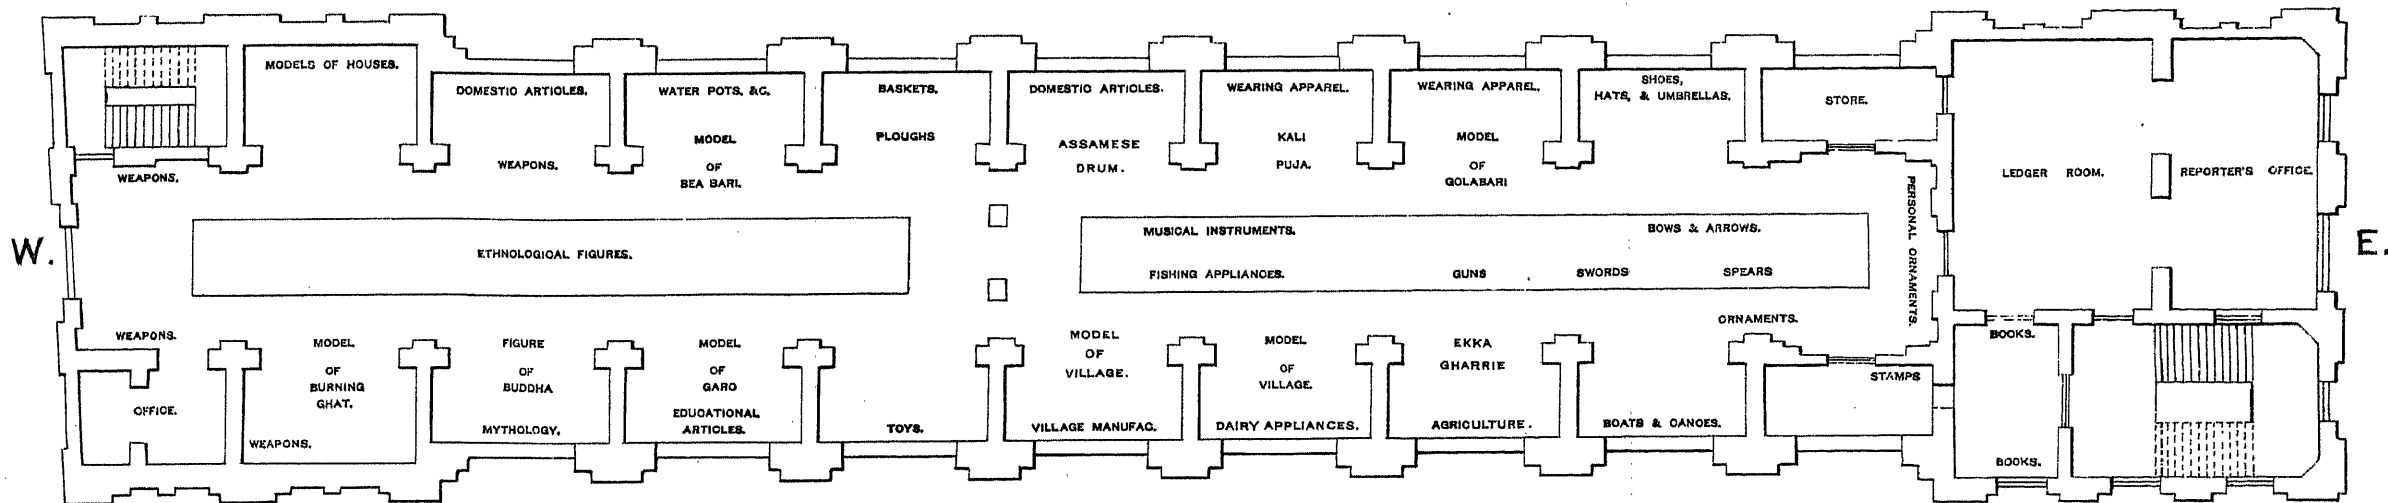 MODELS OF HOUSES.
DOMESTIC ARTICLES.
WEAPONS.
WATER POTS. &C.
MODEL
OF
BEA BARI.
BASKETS.
PLOUGHS
DOMESTIC ARTICLES.
ASSAMESE
DRUM.
WEARING APPAREL.
KALI
PUJA.
WEARING APPAREL.
MODEL
OF
GOLABARI
SHOES,
HATS, & UMBRELLAS.
STORE.
LEDGER ROOM.
REPORTER'S OFFICE.
WEAPONS.
W.
ETHNOLOGICAL FIGURES.
MUSICAL INSTRUMENTS.
BOWS & ARROWS.
FISHING APPLIANCES.
GUNS
SWORDS
SPEARS
PERSONAL ORNAMENTS.
E.
WEAPONS.
OFFICE.
MODEL
OF
BURNING
GHAT.
WEAPONS.
FIGURE
OF
BUDDHA
MYTHOLOGY.
MODEL
OF
GARO
EDUCATIONAL
ARTICLES.
TOYS.
MODEL
OF
VILLAGE.
VILLAGE MANUFAC.
MODEL
OF
VILLAGE.
DAIRY APPLIANCES.
EKKA
GHARRIE
AGRICULTURE.
ORNAMENTS.
BOATS & CANOES.
STAMPS
BOOKS.
BOOKS.